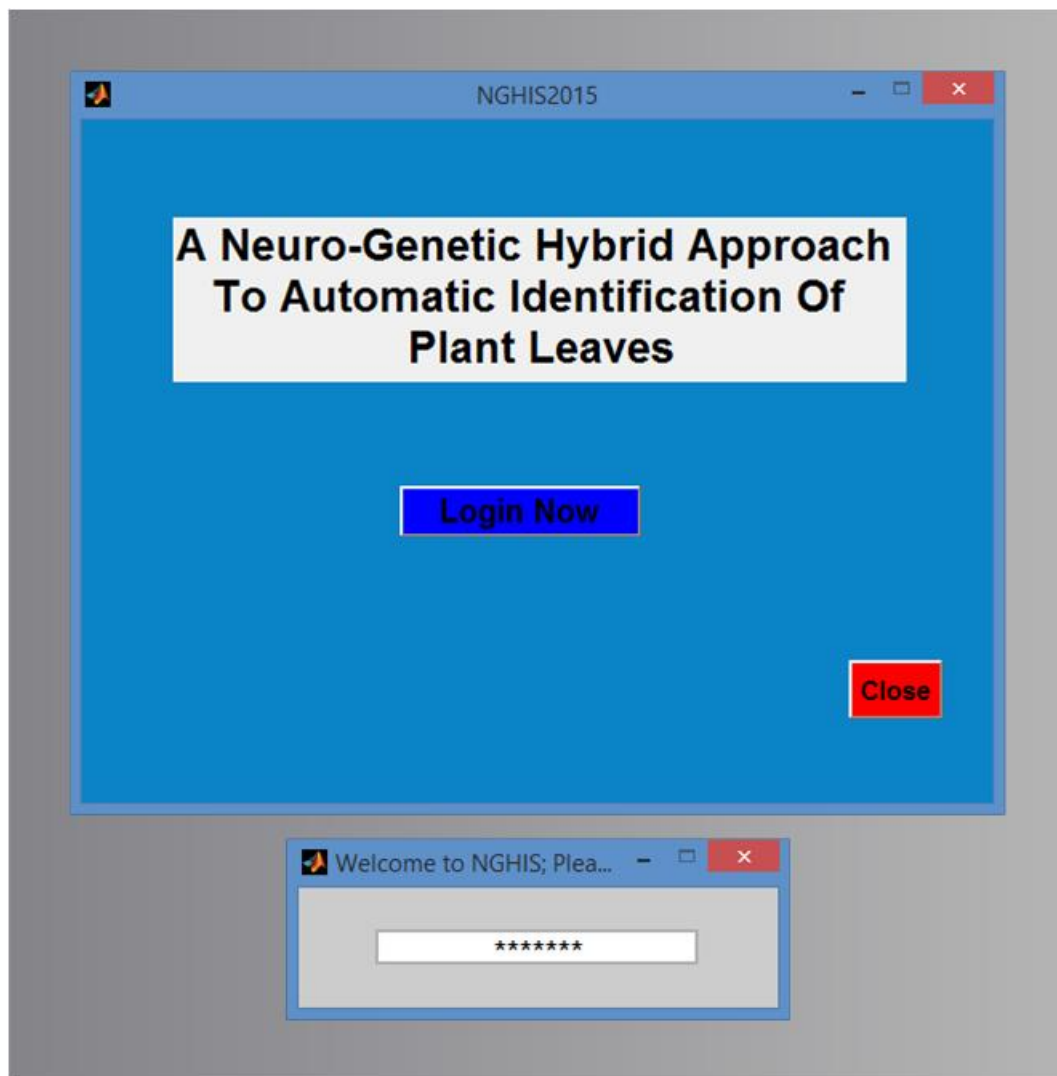 NGHIS2015
A Neuro-Genetic Hybrid Approach
To Automatic Identification Of
Plant Leaves
Login Now
Close
Welcome to NGHIS; Plea...
*******